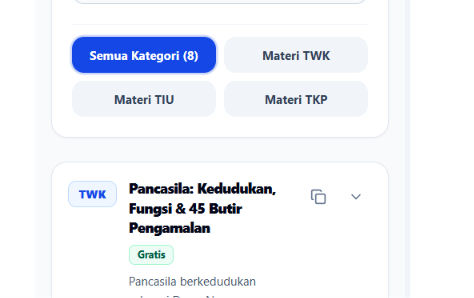 Semua Kategori (8)
Materi TWK
Materi TIU
Materi TKP
TWK
Pancasila: Kedudukan,
Fungsi & 45 Butir
Pengamalan
Gratis
Pancasila berkedudukan